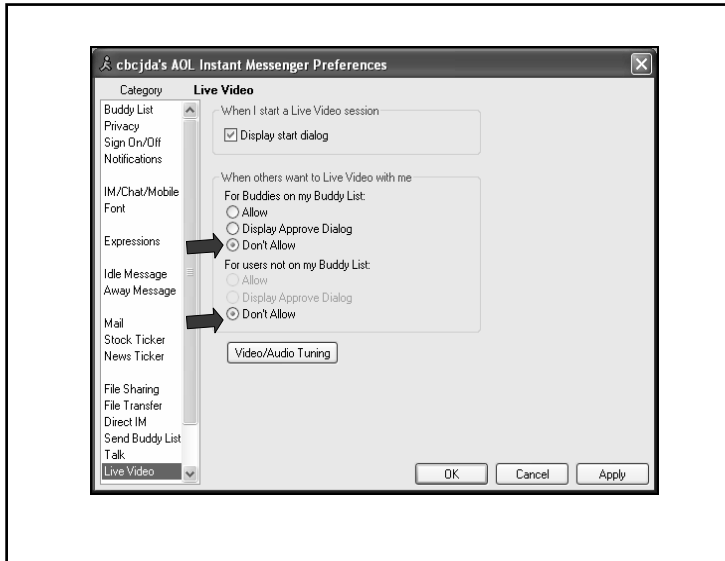 cbcjda's AOL Instant Messenger Preferences
Category
Live Video
Buddy List
Privacy
Sign On/Off
Notifications
IM/Chat/Mobile
Font
Expressions
Idle Message
Away Message
Mail
Stock Ticker
News Ticker
File Sharing
File Transfer
Direct IM
Send Buddy List
Talk
Live Video
When I start a Live Video session
Display start dialog
When others want to Live Video with me
For Buddies on my Buddy List:
Allow
Display Approve Dialog
Don't Allow
For users not on my Buddy List:
Allow
Display Approve Dialog
Don't Allow
Video/Audio Tuning
OK Cancel Apply